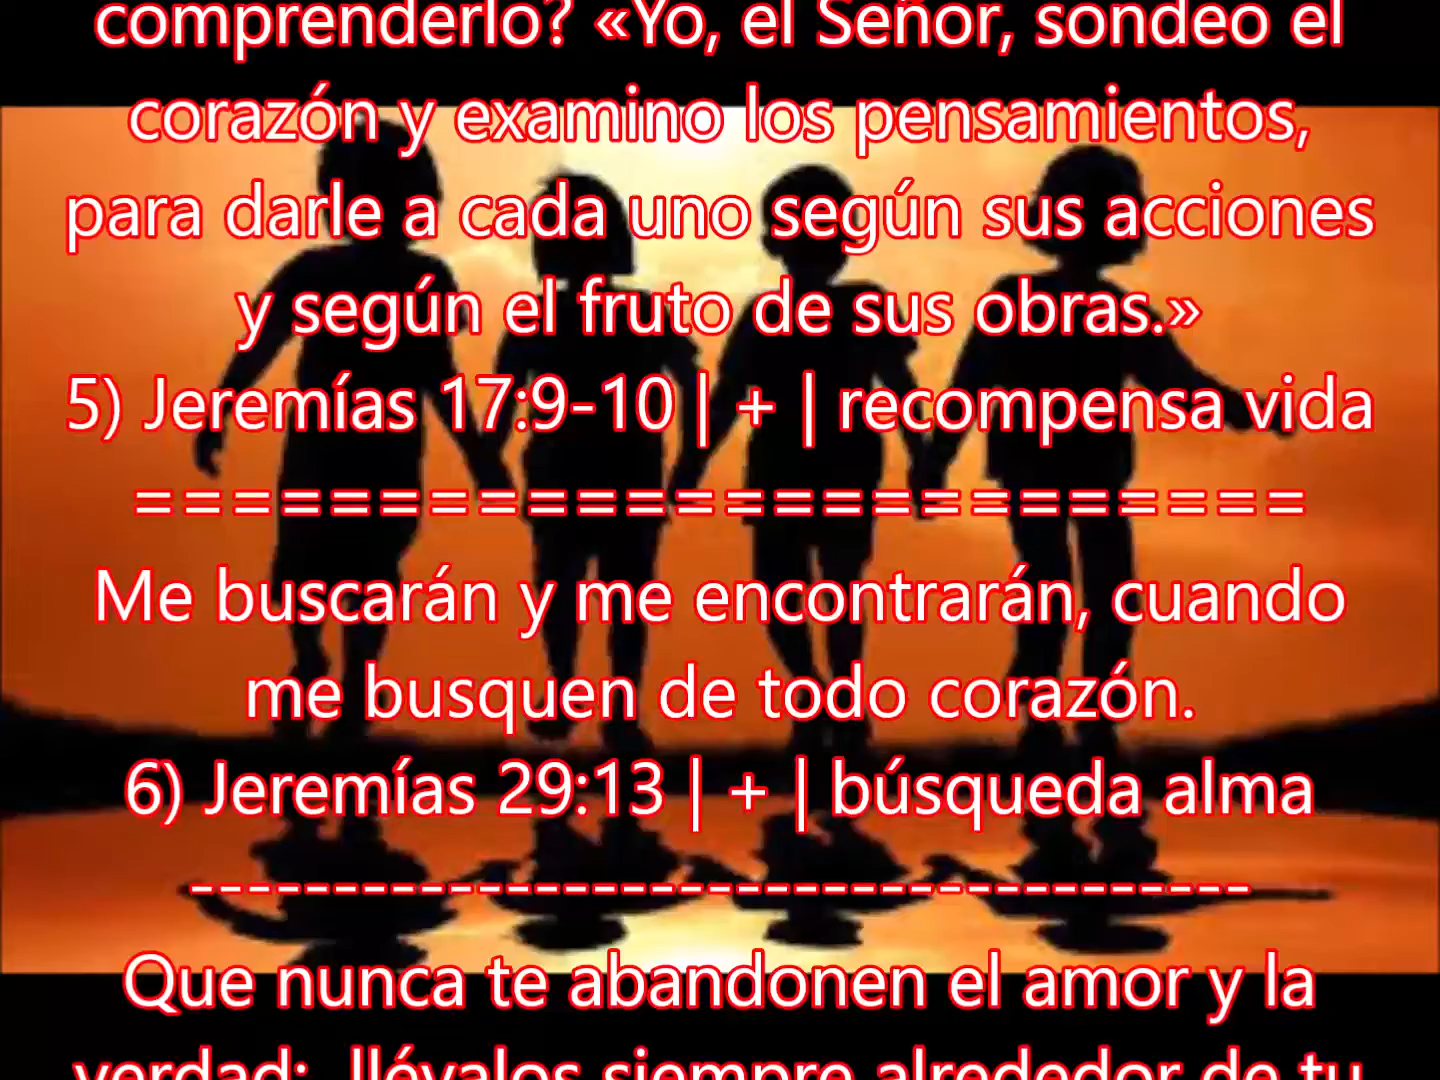 comprenderlo? «Yo, el Señor, sondeo el
corazón y examino los pensamientos,
para darle a cada uno según sus acciones
y según el fruto de sus obras.»
5) Jeremías 17:9-10 | + | recompensa vida
========================
Me buscarán y me encontrarán, cuando
me busquen de todo corazón.
6) Jeremías 29:13 | + | búsqueda alma
-------------------------------------
Que nunca te abandonen el amor y la
verdad: llévalos siempre alrededor de tu